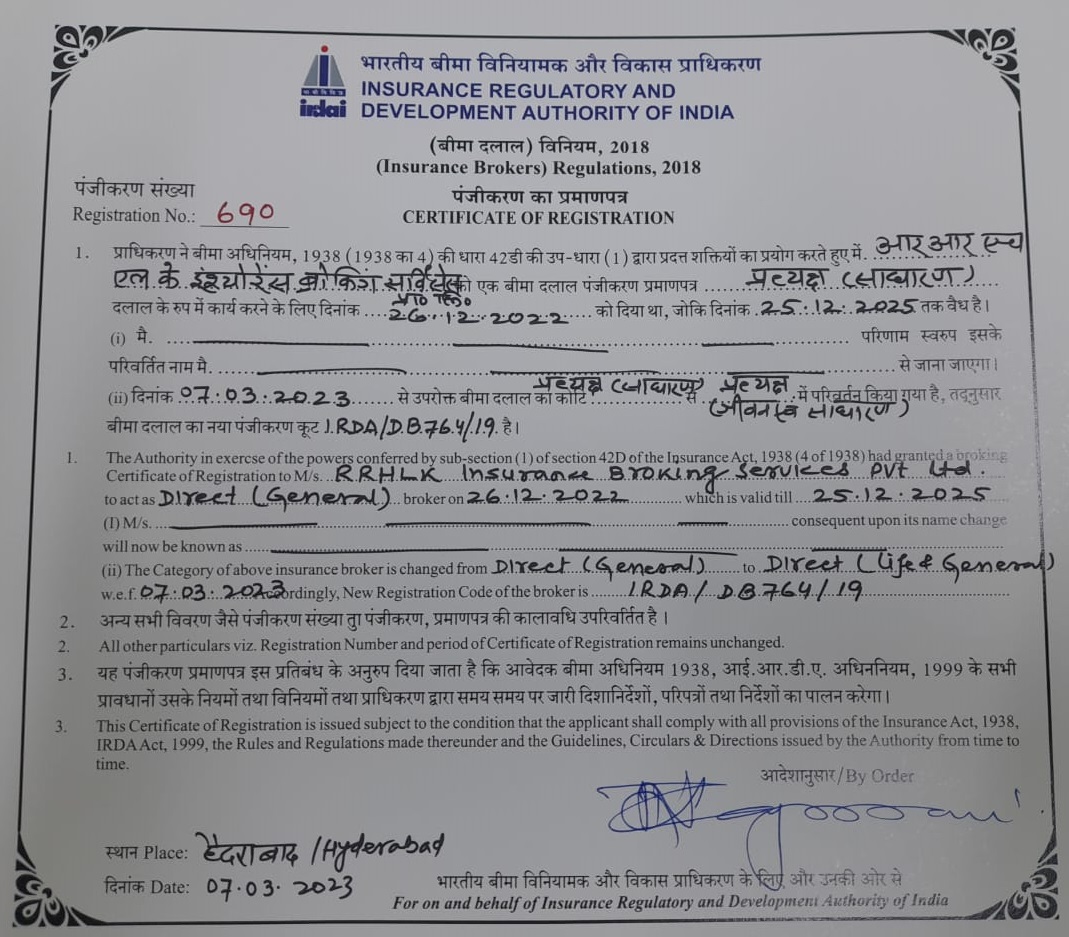 भारतीय बीमा विनियामक और विकास प्राधिकरण
INSURANCE REGULATORY AND
DEVELOPMENT AUTHORITY OF INDIA
irdai
(बीमा दलाल) विनियम, 2018
(Insurance Brokers) Regulations, 2018
पंजीकरण संख्या
Registration No.: 690
पंजीकरण का प्रमाणपत्र
CERTIFICATE OF REGISTRATION
1. प्राधिकरण ने बीमा अधिनियम, 1938 (1938 का 4) की धारा 42डी की उप-धारा (1) द्वारा प्रदत्त शक्तियों का प्रयोग करते हुए में. आर आर एच
एल के इंश्योरेंस ब्रोकिंग सर्विसेस प्रा० लि० को एक बीमा दलाल पंजीकरण प्रमाणपत्र प्रत्यक्ष (साधारण)
दलाल के रुप में कार्य करने के लिए दिनांक 26.12.2022 को दिया था, जोकि दिनांक 25.12.2025 तक वैध है।
(i) मै. परिणाम स्वरुप इसके
परिवर्तित नाम मै. से जाना जाएगा।
(ii) दिनांक 07.03.2023 से उपरोक्त बीमा दलाल की कोटि प्रत्यक्ष (साधारण) से प्रत्यक्ष (जीवन एवं साधारण) में परिवर्तन किया गया है, तद्नुसार
बीमा दलाल का नया पंजीकरण कूट IRDA/DB764/19 है।
1. The Authority in exercse of the powers conferred by sub-section (1) of section 42D of the Insurance Act, 1938 (4 of 1938) had granted a broking
Certificate of Registration to M/s. RRHLK Insurance Broking Services Pvt Ltd.
to act as Direct (General) broker on 26.12.2022 which is valid till 25.12.2025
(I) M/s. consequent upon its name change
will now be known as
(ii) The Category of above insurance broker is changed from Direct (General) to Direct (Life & General)
w.e.f. 07.03.2023 accordingly, New Registration Code of the broker is IRDA/DB764/19
2. अन्य सभी विवरण जैसे पंजीकरण संख्या तुा पंजीकरण, प्रमाणपत्र की कालावधि उपरिवर्तित है।
2. All other particulars viz. Registration Number and period of Certificate of Registration remains unchanged.
3. यह पंजीकरण प्रमाणपत्र इस प्रतिबंध के अनुरुप दिया जाता है कि आवेदक बीमा अधिनियम 1938, आई.आर.डी.ए. अधिननियम, 1999 के सभी
प्रावधानों उसके नियमों तथा विनियमों तथा प्राधिकरण द्वारा समय समय पर जारी दिशानिर्देशों, परिपत्रों तथा निर्देशों का पालन करेगा।
3. This Certificate of Registration is issued subject to the condition that the applicant shall comply with all provisions of the Insurance Act, 1938,
IRDA Act, 1999, the Rules and Regulations made thereunder and the Guidelines, Circulars & Directions issued by the Authority from time to
time.
आदेशानुसार/By Order
स्थान Place: हैदराबाद /Hyderabad
दिनांक Date: 07.03.2023
भारतीय बीमा विनियामक और विकास प्राधिकरण के लिए और उनकी ओर से
For on and behalf of Insurance Regulatory and Development Authority of India